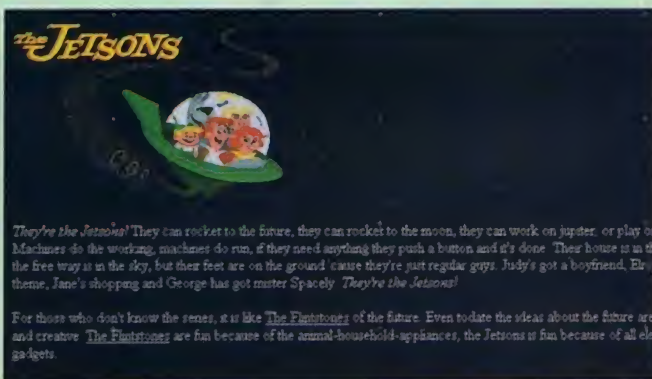 The JETSONS
They're the Jetsons! They can rocket to the future, they can rocket to the moon, they can work on jupiter, or play o
Machines do the working, machines do run, if they need anything they push a button and it's done. Their house is in th
the free way is in the sky, but their feet are on the ground 'cause they're just regular guys. Judy's got a boyfriend, Elr
theme, Jane's shopping and George has got mister Spacely. They're the Jetsons!
For those who don't know the series, it is like The Flintstones of the future. Even todate the ideas about the future are
and creative. The Flintstones are fun because of the animal-household-appliances, the Jetsons is fun because of all ele
gadgets.